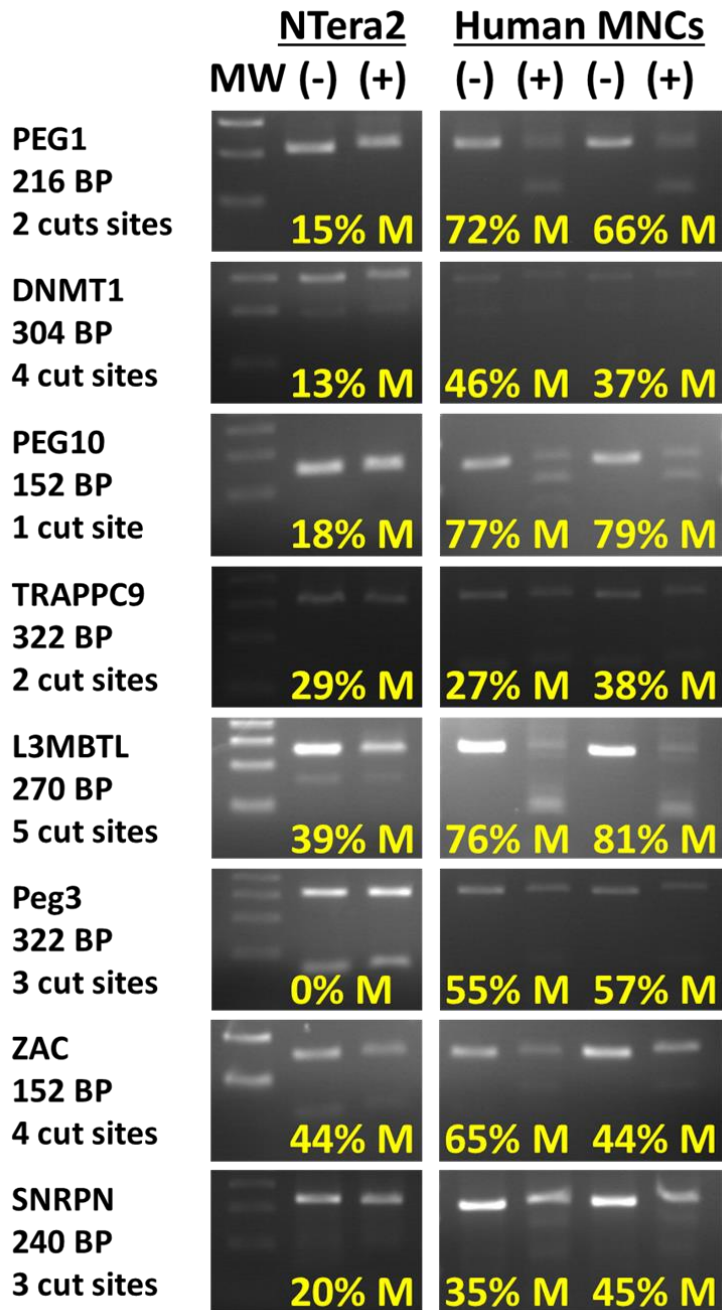 NTera2 Human MNCs
MW (-) (+) (-) (+) (-) (+)
PEG1
216 BP
2 cuts sites
15% M 72% M 66% M
DNMT1
304 BP
4 cut sites
13% M 46% M 37% M
PEG10
152 BP
1 cut site
18% M 77% M 79% M
TRAPPC9
322 BP
2 cut sites
29% M 27% M 38% M
L3MBTL
270 BP
5 cut sites
39% M 76% M 81% M
Peg3
322 BP
3 cut sites
0% M 55% M 57% M
ZAC
152 BP
4 cut sites
44% M 65% M 44% M
SNRPN
240 BP
3 cut sites
20% M 35% M 45% M